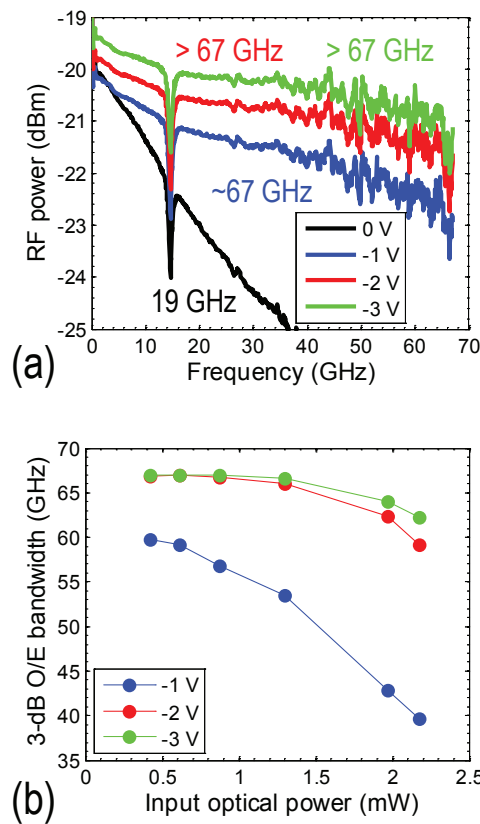 -19
-20
-21
-22
-23
-24
-25
RF power (dBm)
> 67 GHz
> 67 GHz
~67 GHz
19 GHz
0 V
-1 V
-2 V
-3 V
0 10 20 30 40 50 60 70
Frequency (GHz)
(a)
70
65
60
55
50
45
40
35
3-dB O/E bandwidth (GHz)
-1 V
-2 V
-3 V
0 0.5 1 1.5 2 2.5
Input optical power (mW)
(b)